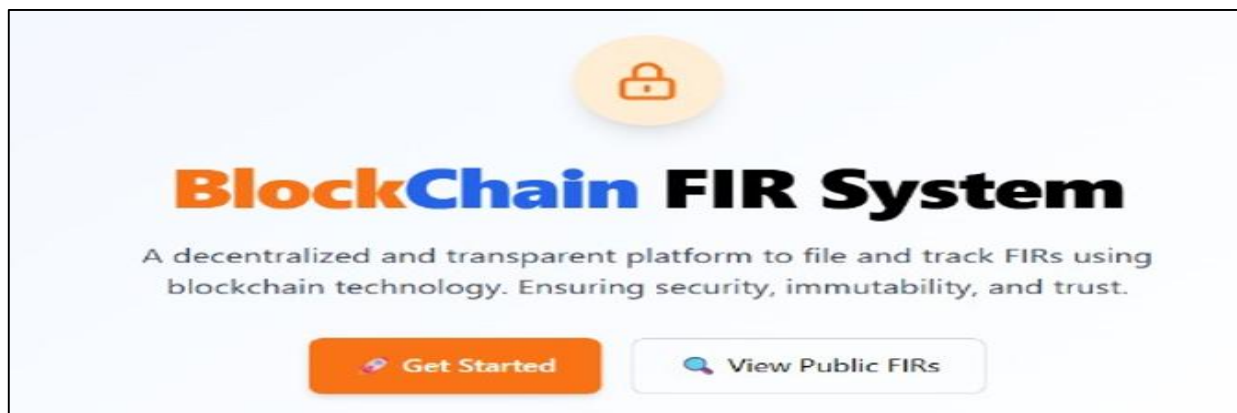 BlockChain FIR System
A decentralized and transparent platform to file and track FIRs using
blockchain technology. Ensuring security, immutability, and trust.
Get Started
View Public FIRs